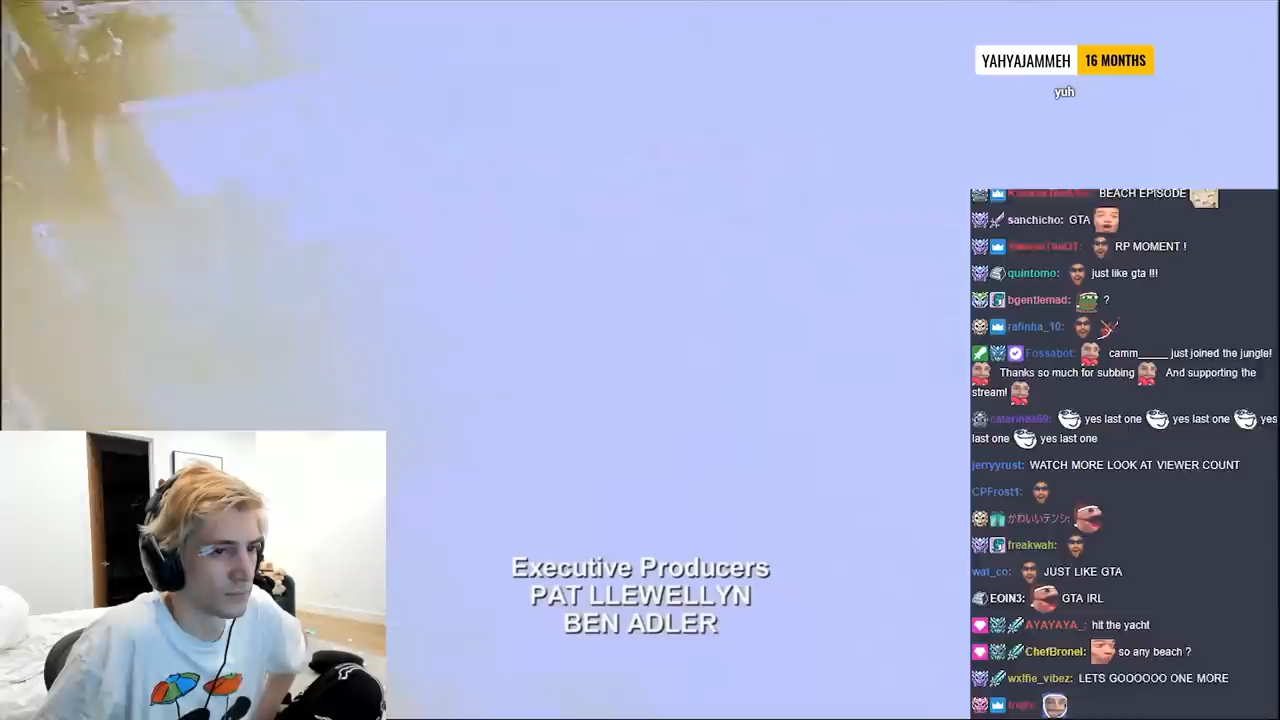 YAHYAJAMMEH 16 MONTHS
yuh
BEACH EPISODE
sanchicho: GTA
RP MOMENT !
quintomo: just like gta !!!
bgentlemad: ?
rafinha_10:
Fossabot: camm_____ just joined the jungle!
Thanks so much for subbing And supporting the
stream!
catarinaa69: yes last one yes last one yes
last one yes last one
jerryyrust: WATCH MORE LOOK AT VIEWER COUNT
CPFrost1:
かわいいテンシ:
freakwah:
wat_co: JUST LIKE GTA
EOIN3: GTA IRL
AYAYAYA_: hit the yacht
ChefBronel: so any beach ?
wxlfie_vibez: LETS GOOOOOO ONE MORE
Executive Producers
PAT LLEWELLYN
BEN ADLER